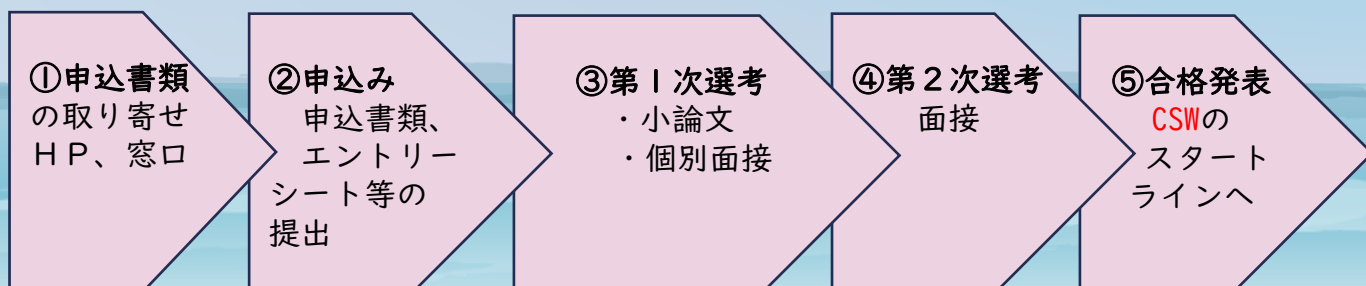 ①申込書類
の取り寄せ
ＨＰ、窓口
②申込み
申込書類、
エントリー
シート等の
提出
③第１次選考
・小論文
・個別面接
④第２次選考
面接
⑤合格発表
CSWの
スタート
ラインへ